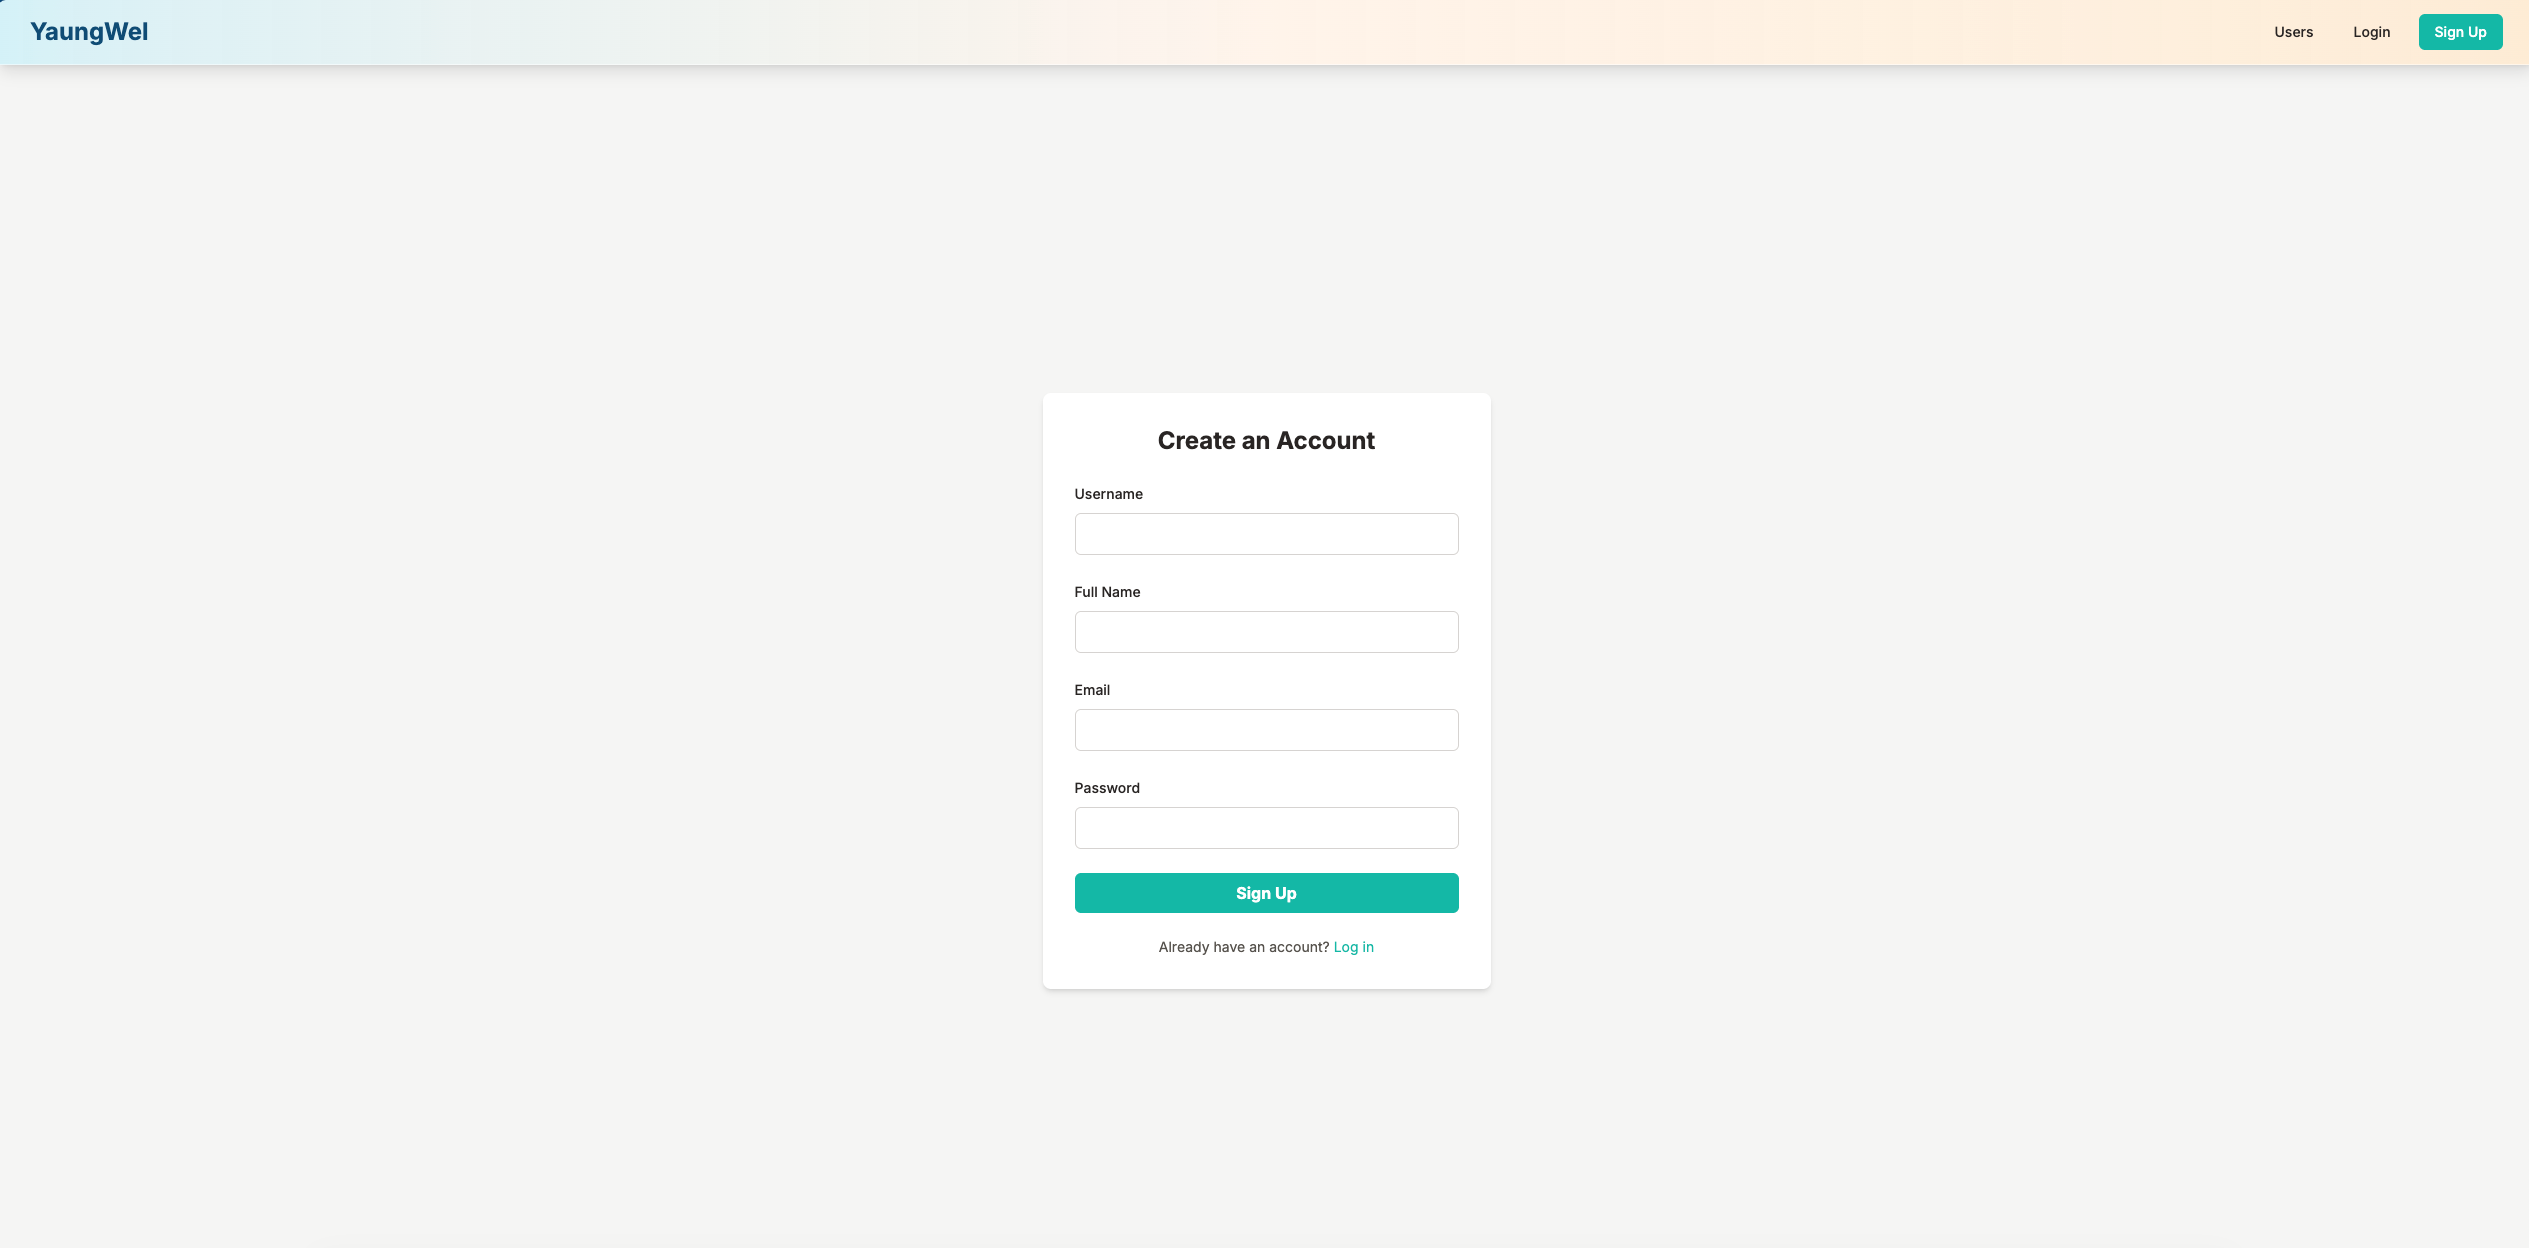 YaungWel
Users
Login
Sign Up
Create an Account
Username
Full Name
Email
Password
Sign Up
Already have an account? Log in